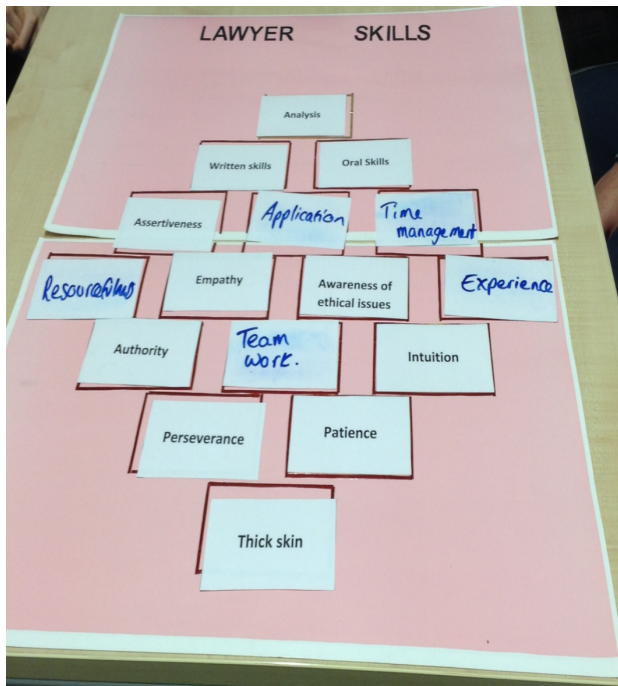 LAWYER SKILLS
Analysis
Written skills
Oral Skills
Assertiveness
Application
Time
management
Resourcefulness
Empathy
Awareness of
ethical issues
Experience
Authority
Team
work.
Intuition
Perseverance
Patience
Thick skin